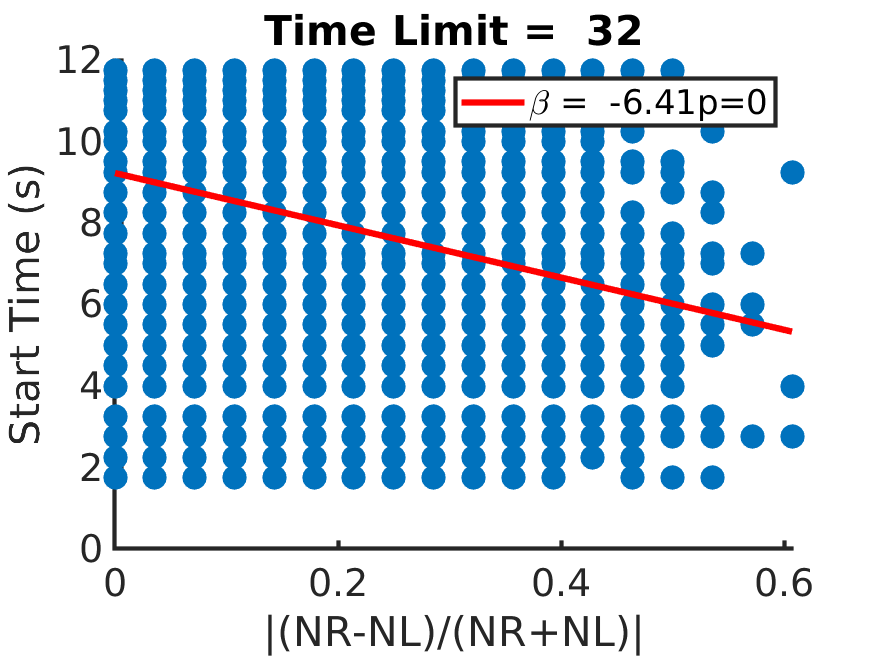 Time Limit =  32
β =  -6.41p=0
12
10
8
6
4
2
0
Start Time (s)
0
0.2
0.4
0.6
|(NR-NL)/(NR+NL)|